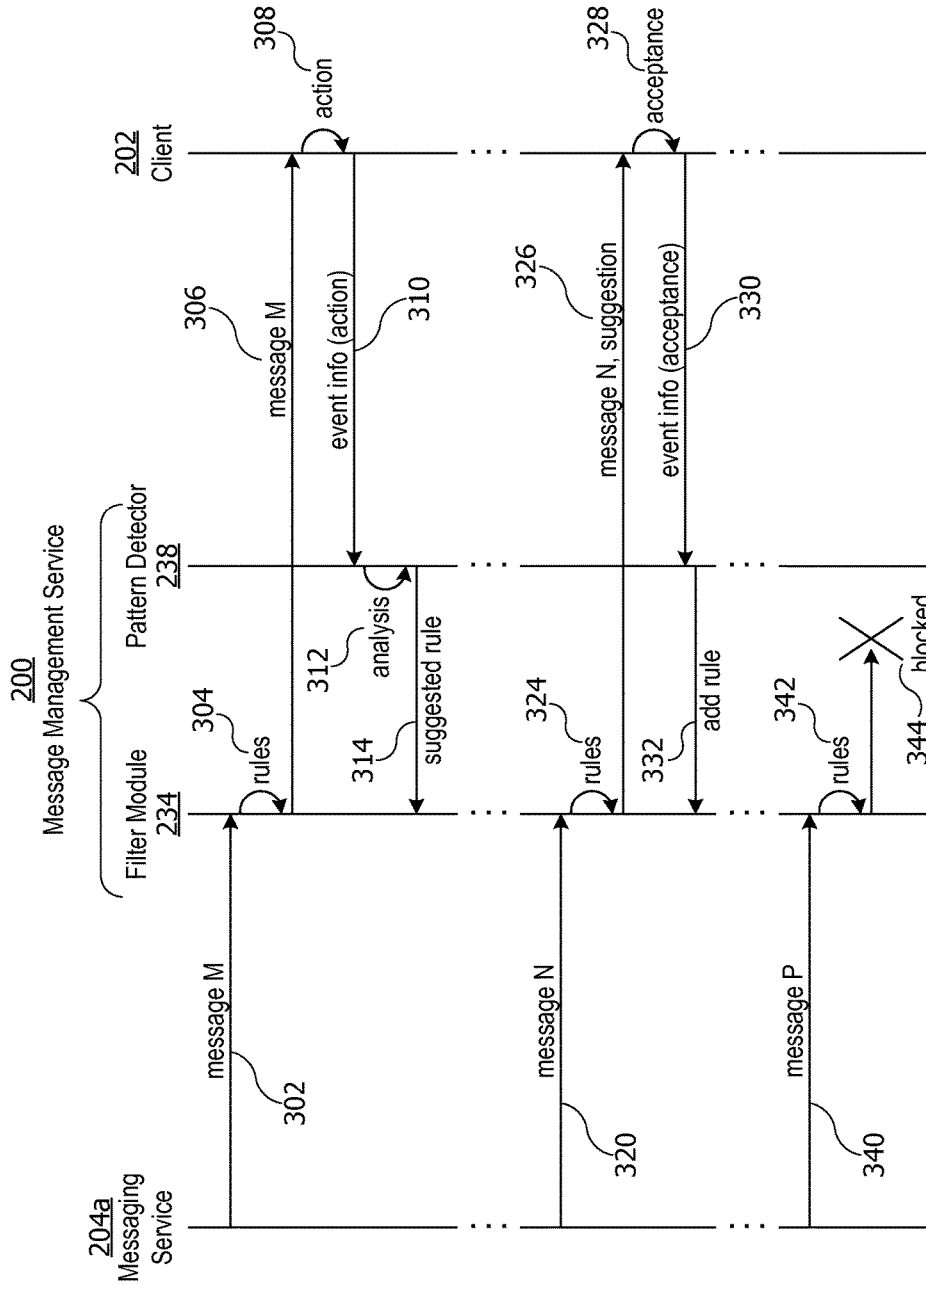 200
Message Management Service
204a
Messaging
Service
Filter Module
234
Pattern Detector
238
202
Client
message M
302
rules
304
message M
306
action
308
event info (action)
310
analysis
312
suggested rule
314
...
...
...
...
message N
320
rules
324
message N, suggestion
326
acceptance
328
event info (acceptance)
330
add rule
332
...
...
...
...
message P
340
rules
342
blocked
344